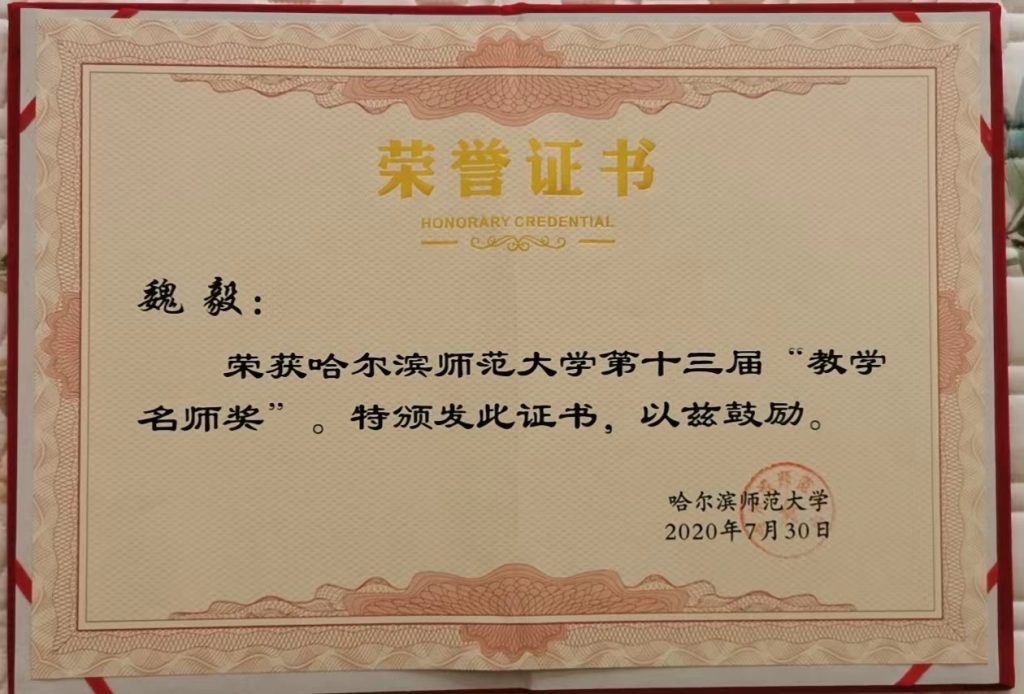 荣誉证书
HONORARY CREDENTIAL
魏 毅：
荣获哈尔滨师范大学第十三届“教学
名师奖”。特颁发此证书，以兹鼓励。
哈尔滨师范大学
2020年7月30日